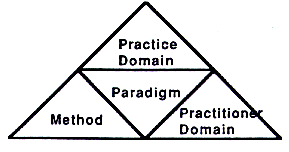 Practice
Domain
Paradigm
Method
Practitioner
Domain